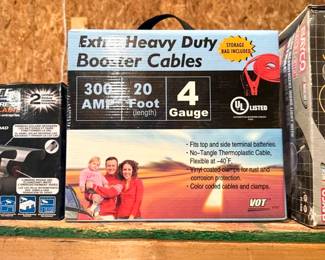 Extra Heavy Duty
Booster Cables
STORAGE
BAG INCLUDED
300
AMP
20
Foot
(length)
4
Gauge
UL
LISTED
• Fits top and side terminal batteries.
• No-Tangle Thermoplastic Cable,
Flexible at -40°F.
• Vinyl coated clamps for rust and
corrosion protection.
• Color coded cables and clamps.
VOT
2